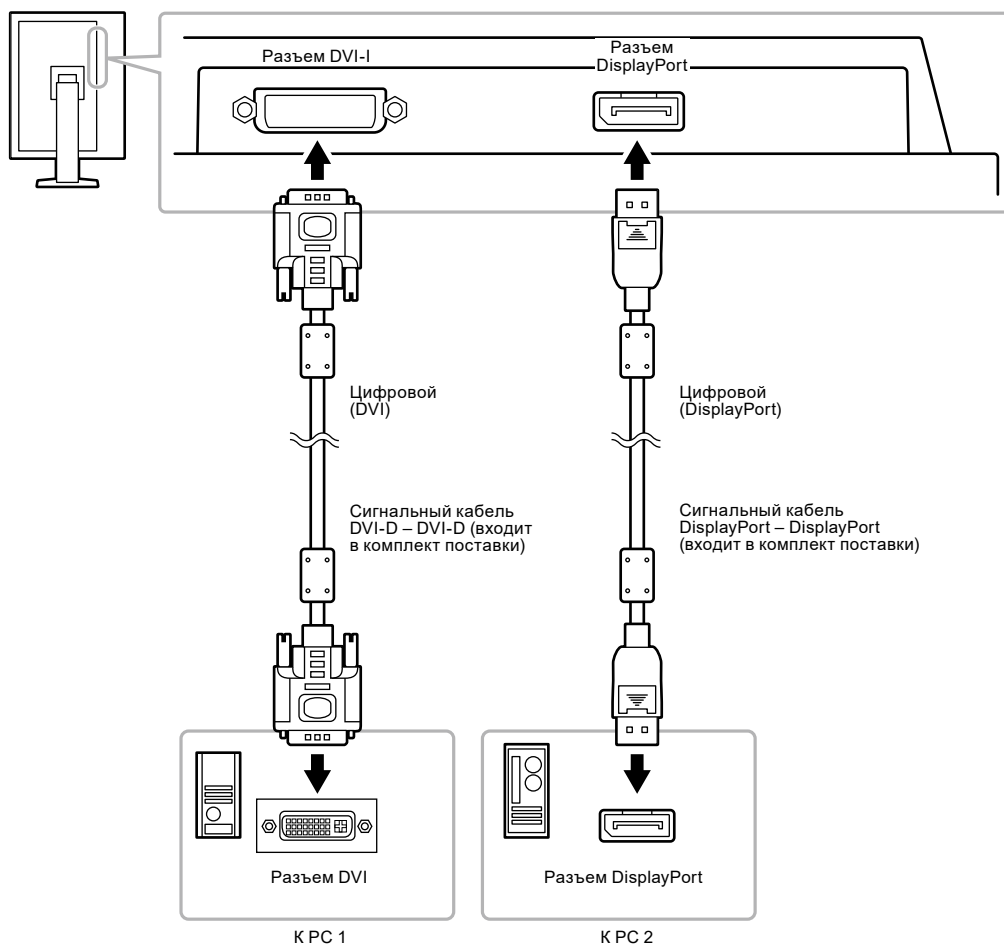 Разъем DVI-I
Разъем
DisplayPort
Цифровой
(DVI)
Цифровой
(DisplayPort)
Сигнальный кабель
DVI-D – DVI-D (входит
в комплект поставки)
Сигнальный кабель
DisplayPort – DisplayPort
(входит в комплект поставки)
Разъем DVI
Разъем DisplayPort
К PC 1
К PC 2